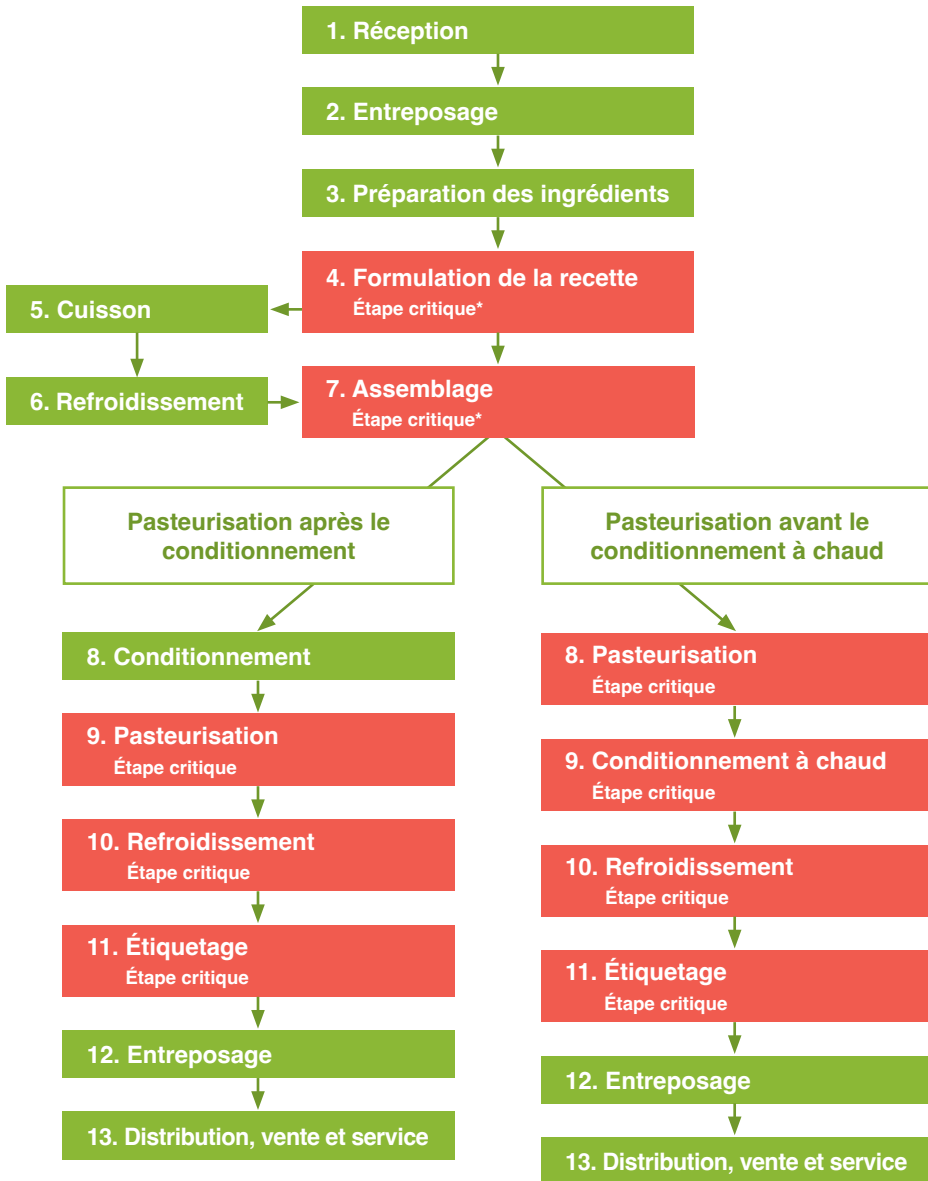 1. Réception
2. Entreposage
3. Préparation des ingrédients
4. Formulation de la recette
Étape critique*
5. Cuisson
6. Refroidissement
7. Assemblage
Étape critique*
Pasteurisation après le
conditionnement
8. Conditionnement
9. Pasteurisation
Étape critique
10. Refroidissement
Étape critique
11. Étiquetage
Étape critique
12. Entreposage
13. Distribution, vente et service
Pasteurisation avant le
conditionnement à chaud
8. Pasteurisation
Étape critique
9. Conditionnement à chaud
Étape critique
10. Refroidissement
Étape critique
11. Étiquetage
Étape critique
12. Entreposage
13. Distribution, vente et service